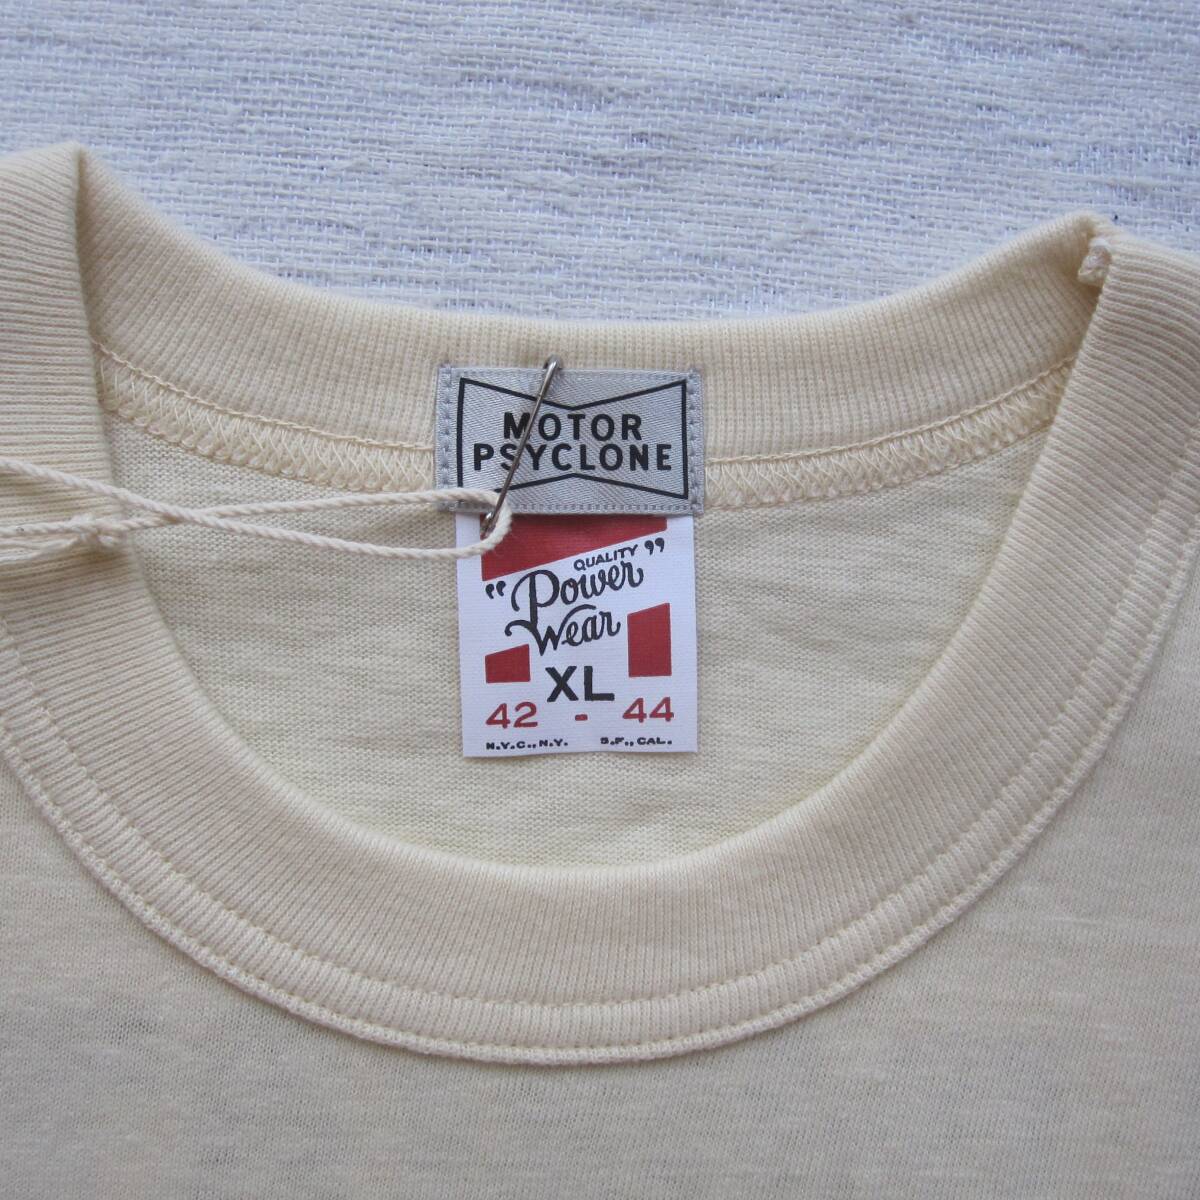 MOTOR
PSYCLONE
QUALITY
"Power"
Wear
XL
42 - 44
N.Y.C., N.Y. S.F., CAL.